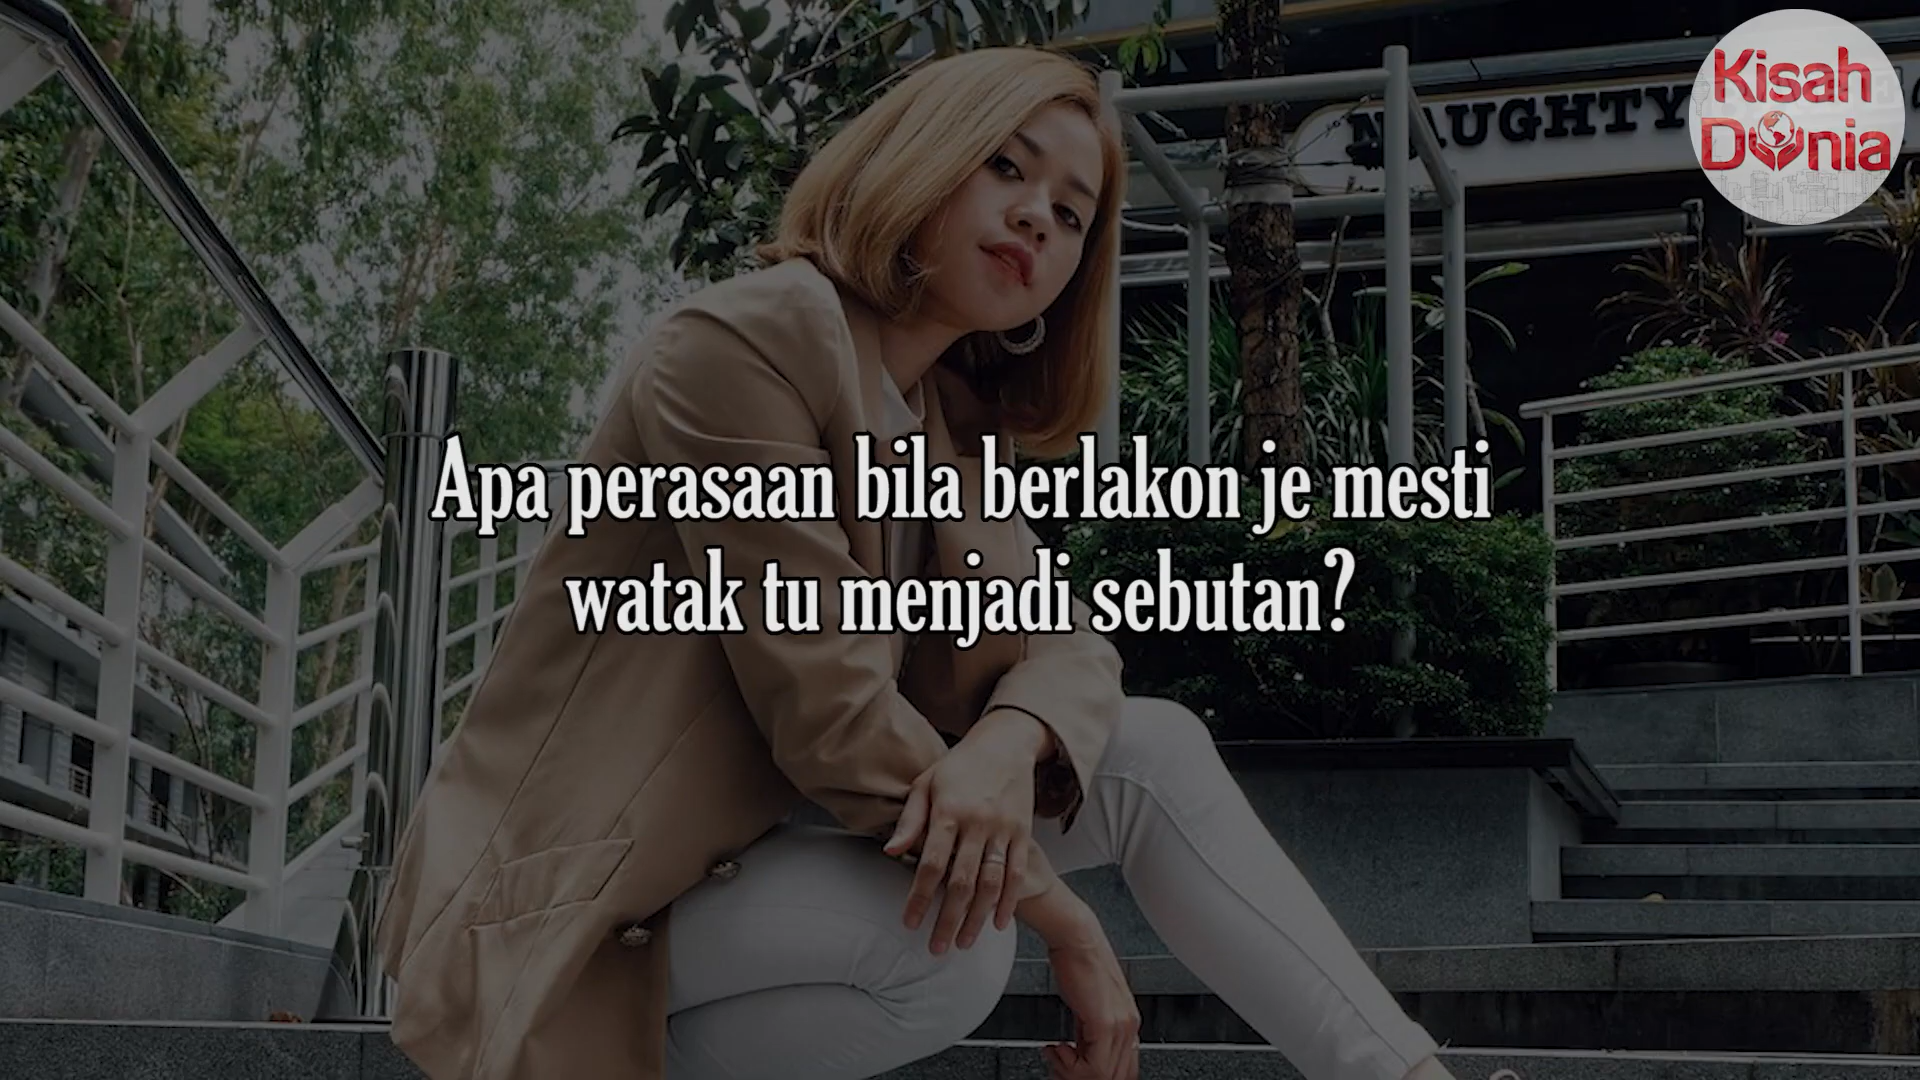 Kisah
Dunia
NAUGHTY
Apa perasaan bila berlakon je mesti
watak tu menjadi sebutan?